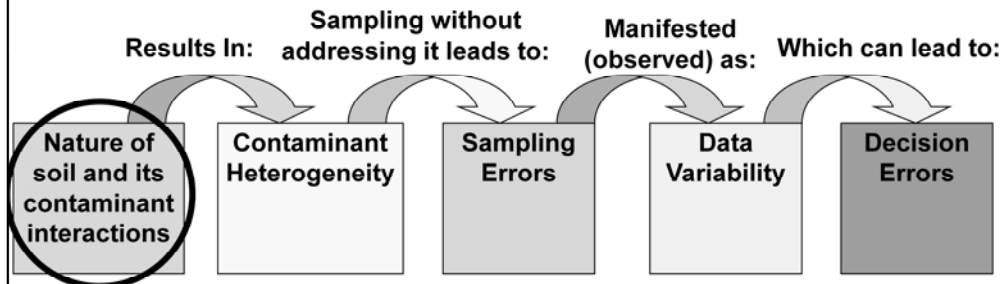 Results In:
Sampling without
addressing it leads to:
Manifested
(observed) as:
Which can lead to:
Nature of
soil and its
contaminant
interactions
Contaminant
Heterogeneity
Sampling
Errors
Data
Variability
Decision
Errors